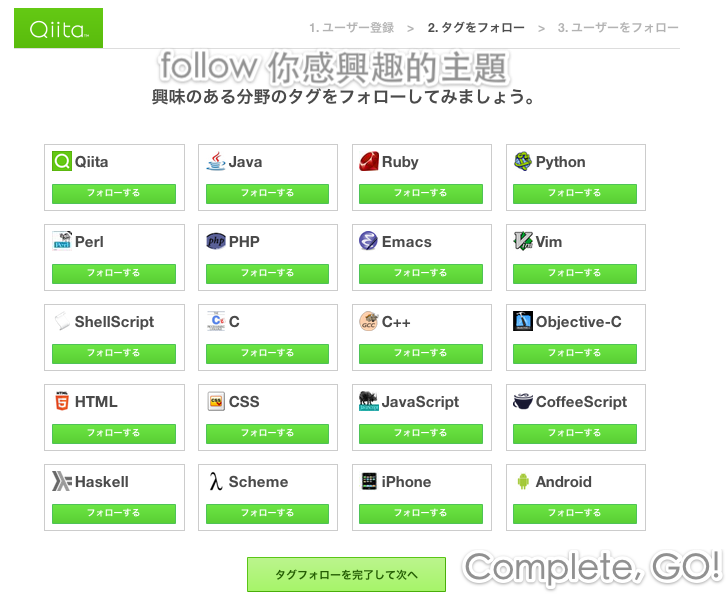 Qiita
1. ユーザー登録 > 2. タグをフォロー > 3. ユーザーをフォロー
follow 你感興趣的主題
興味のある分野のタグをフォローしてみましょう。
Qiita Java Ruby Python
フォローする フォローする フォローする フォローする
Perl php PHP Emacs Vim
フォローする フォローする フォローする フォローする
ShellScript C GCC C++ Objective-C
フォローする フォローする フォローする フォローする
HTML 5 HTML CSS CSS JavaScript CoffeeScript
フォローする フォローする フォローする フォローする
Haskell λ Scheme iPhone Android
フォローする フォローする フォローする フォローする
タグフォローを完了して次へ Complete, GO!